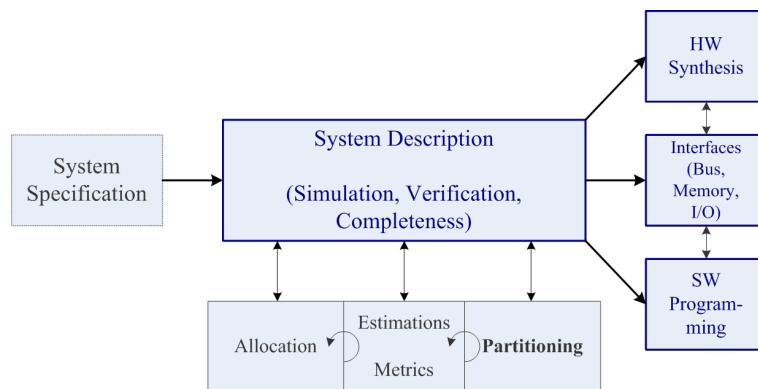 HW
Synthesis
System
Specification
System Description
(Simulation, Verification,
Completeness)
Interfaces
(Bus,
Memory,
I/O)
SW
Program-
ming
Allocation
Estimations
Metrics
Partitioning